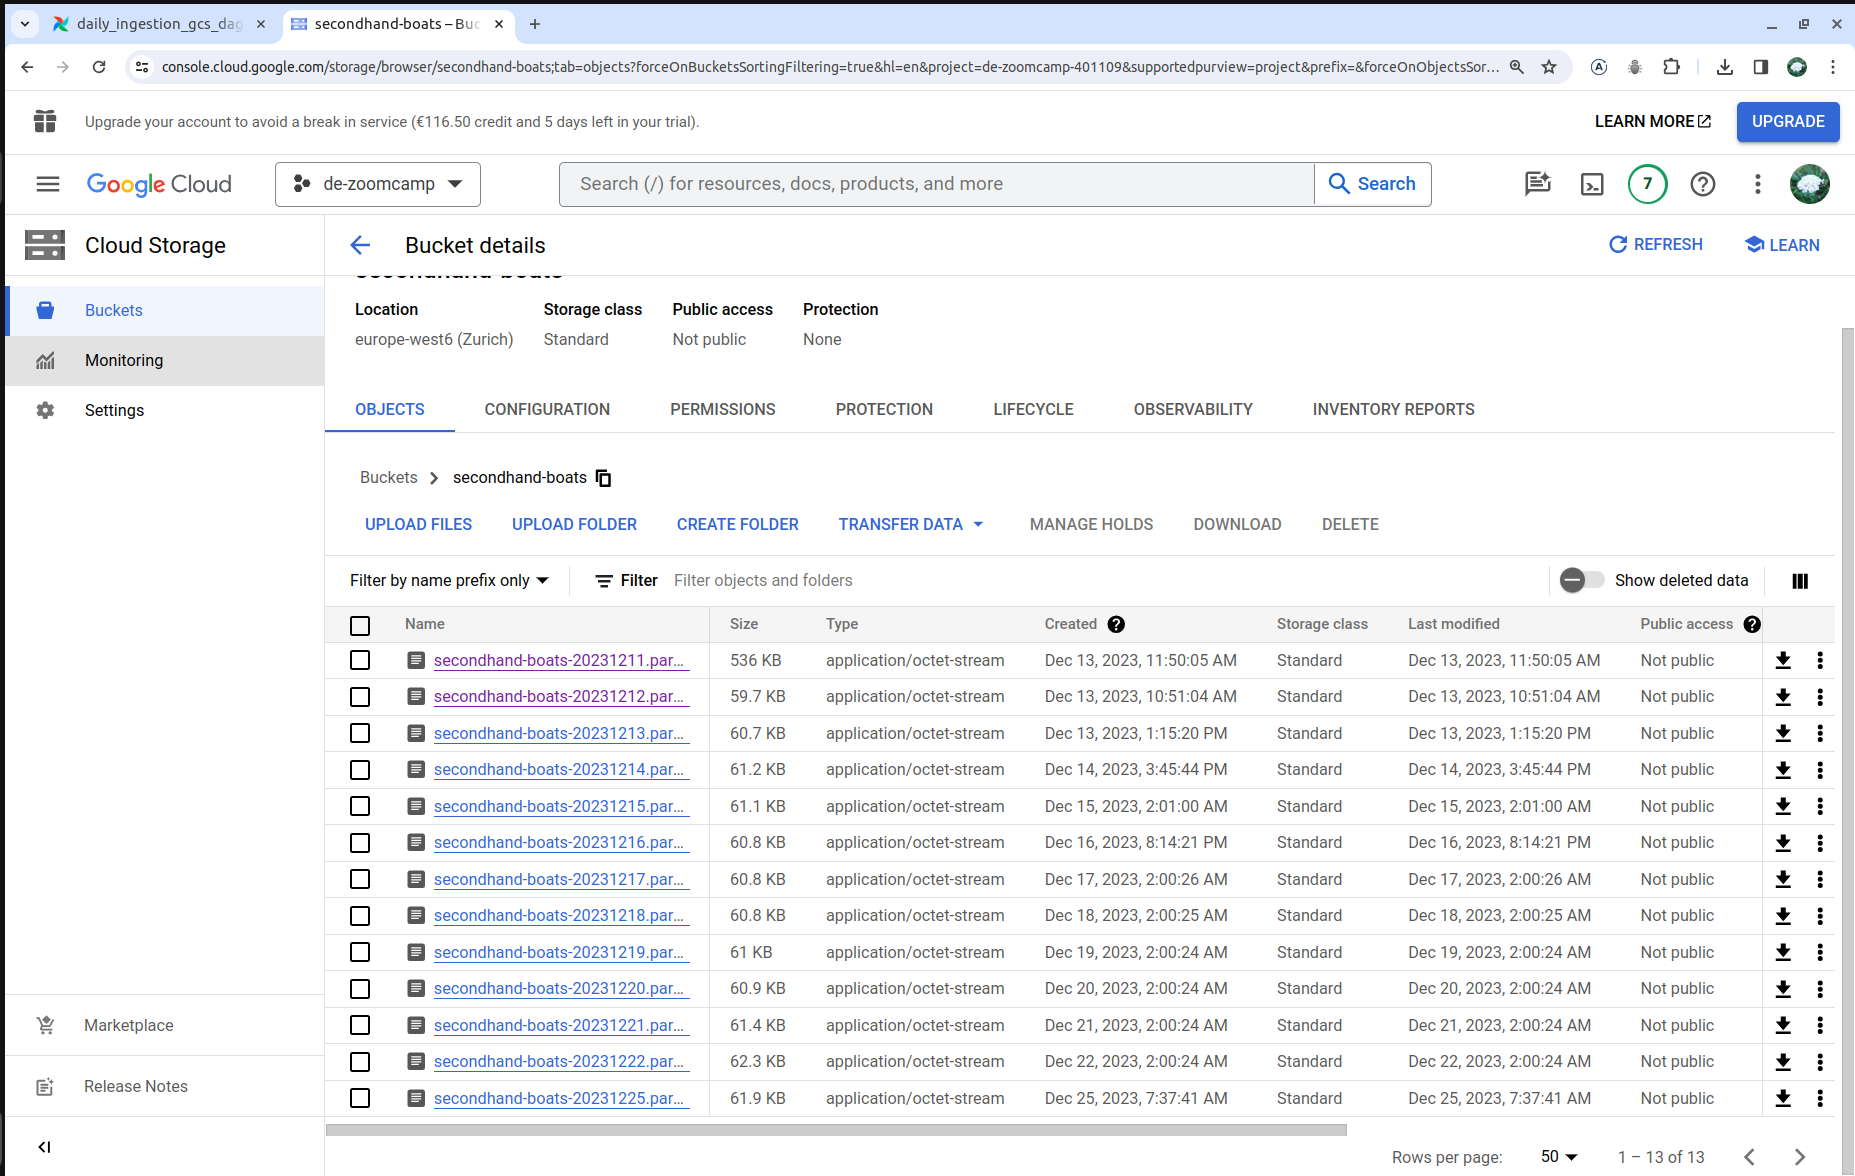 daily_ingestion_gcs_dag
secondhand-boats – Buc
console.cloud.google.com/storage/browser/secondhand-boats;tab=objects?forceOnBucketsSortingFiltering=true&hl=en&project=de-zoomcamp-401109&supportedpurview=project&prefix=&forceOnObjectsSor...
Upgrade your account to avoid a break in service (€116.50 credit and 5 days left in your trial).
LEARN MORE
UPGRADE
Google Cloud
de-zoomcamp
Search (/) for resources, docs, products, and more
Search
7
Cloud Storage
Bucket details
REFRESH
LEARN
Buckets
Monitoring
Settings
Marketplace
Release Notes
secondhand-boats
Location Storage class Public access Protection
europe-west6 (Zurich) Standard Not public None
OBJECTS CONFIGURATION PERMISSIONS PROTECTION LIFECYCLE OBSERVABILITY INVENTORY REPORTS
Buckets secondhand-boats
UPLOAD FILES UPLOAD FOLDER CREATE FOLDER TRANSFER DATA MANAGE HOLDS DOWNLOAD DELETE
Filter by name prefix only Filter Filter objects and folders Show deleted data
Name Size Type Created Storage class Last modified Public access
secondhand-boats-20231211.par... 536 KB application/octet-stream Dec 13, 2023, 11:50:05 AM Standard Dec 13, 2023, 11:50:05 AM Not public
secondhand-boats-20231212.par... 59.7 KB application/octet-stream Dec 13, 2023, 10:51:04 AM Standard Dec 13, 2023, 10:51:04 AM Not public
secondhand-boats-20231213.par... 60.7 KB application/octet-stream Dec 13, 2023, 1:15:20 PM Standard Dec 13, 2023, 1:15:20 PM Not public
secondhand-boats-20231214.par... 61.2 KB application/octet-stream Dec 14, 2023, 3:45:44 PM Standard Dec 14, 2023, 3:45:44 PM Not public
secondhand-boats-20231215.par... 61.1 KB application/octet-stream Dec 15, 2023, 2:01:00 AM Standard Dec 15, 2023, 2:01:00 AM Not public
secondhand-boats-20231216.par... 60.8 KB application/octet-stream Dec 16, 2023, 8:14:21 PM Standard Dec 16, 2023, 8:14:21 PM Not public
secondhand-boats-20231217.par... 60.8 KB application/octet-stream Dec 17, 2023, 2:00:26 AM Standard Dec 17, 2023, 2:00:26 AM Not public
secondhand-boats-20231218.par... 60.8 KB application/octet-stream Dec 18, 2023, 2:00:25 AM Standard Dec 18, 2023, 2:00:25 AM Not public
secondhand-boats-20231219.par... 61 KB application/octet-stream Dec 19, 2023, 2:00:24 AM Standard Dec 19, 2023, 2:00:24 AM Not public
secondhand-boats-20231220.par... 60.9 KB application/octet-stream Dec 20, 2023, 2:00:24 AM Standard Dec 20, 2023, 2:00:24 AM Not public
secondhand-boats-20231221.par... 61.4 KB application/octet-stream Dec 21, 2023, 2:00:24 AM Standard Dec 21, 2023, 2:00:24 AM Not public
secondhand-boats-20231222.par... 62.3 KB application/octet-stream Dec 22, 2023, 2:00:24 AM Standard Dec 22, 2023, 2:00:24 AM Not public
secondhand-boats-20231225.par... 61.9 KB application/octet-stream Dec 25, 2023, 7:37:41 AM Standard Dec 25, 2023, 7:37:41 AM Not public
Rows per page: 50 1 – 13 of 13